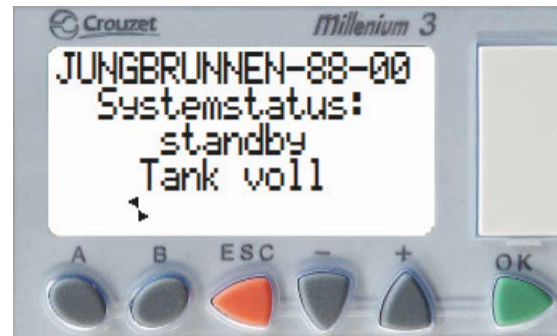 Crouzet Millenium 3
JUNGBRUNNEN-88-00
Systemstatus:
standby
Tank voll
A B ESC - + OK